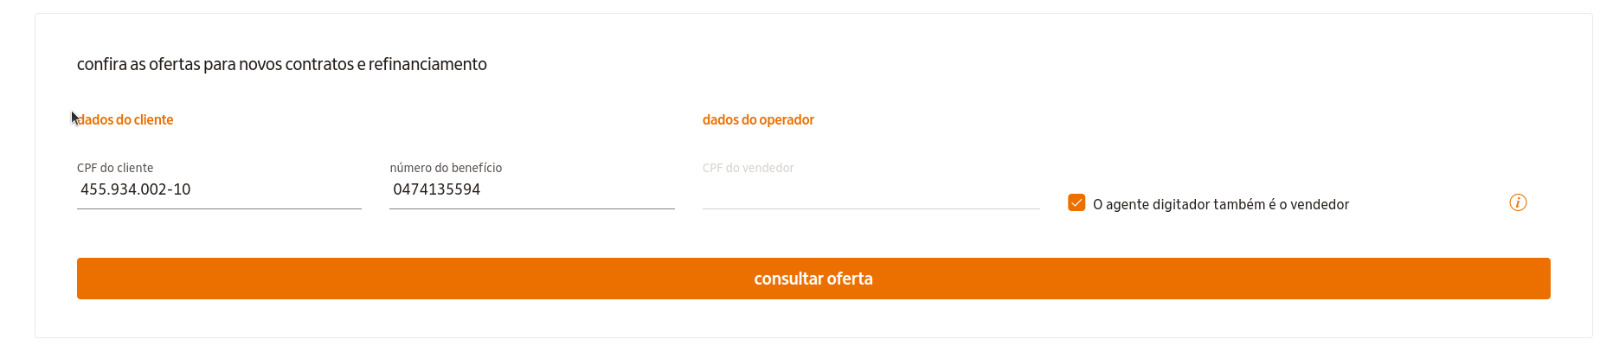 confira as ofertas para novos contratos e refinanciamento
dados do cliente
dados do operador
CPF do cliente
número do benefício
CPF do vendedor
455.934.002-10
0474135594
O agente digitador também é o vendedor
consultar oferta